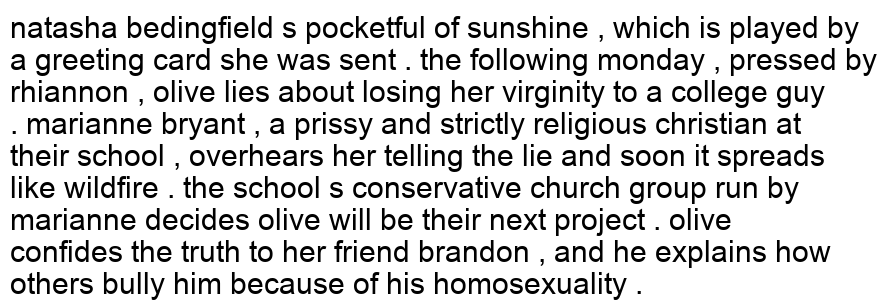 natasha bedingfield s pocketful of sunshine , which is played by
a greeting card she was sent . the following monday , pressed by
rhiannon , olive lies about losing her virginity to a college guy
. marianne bryant , a prissy and strictly religious christian at
their school , overhears her telling the lie and soon it spreads
like wildfire . the school s conservative church group run by
marianne decides olive will be their next project . olive
confides the truth to her friend brandon , and he explains how
others bully him because of his homosexuality .